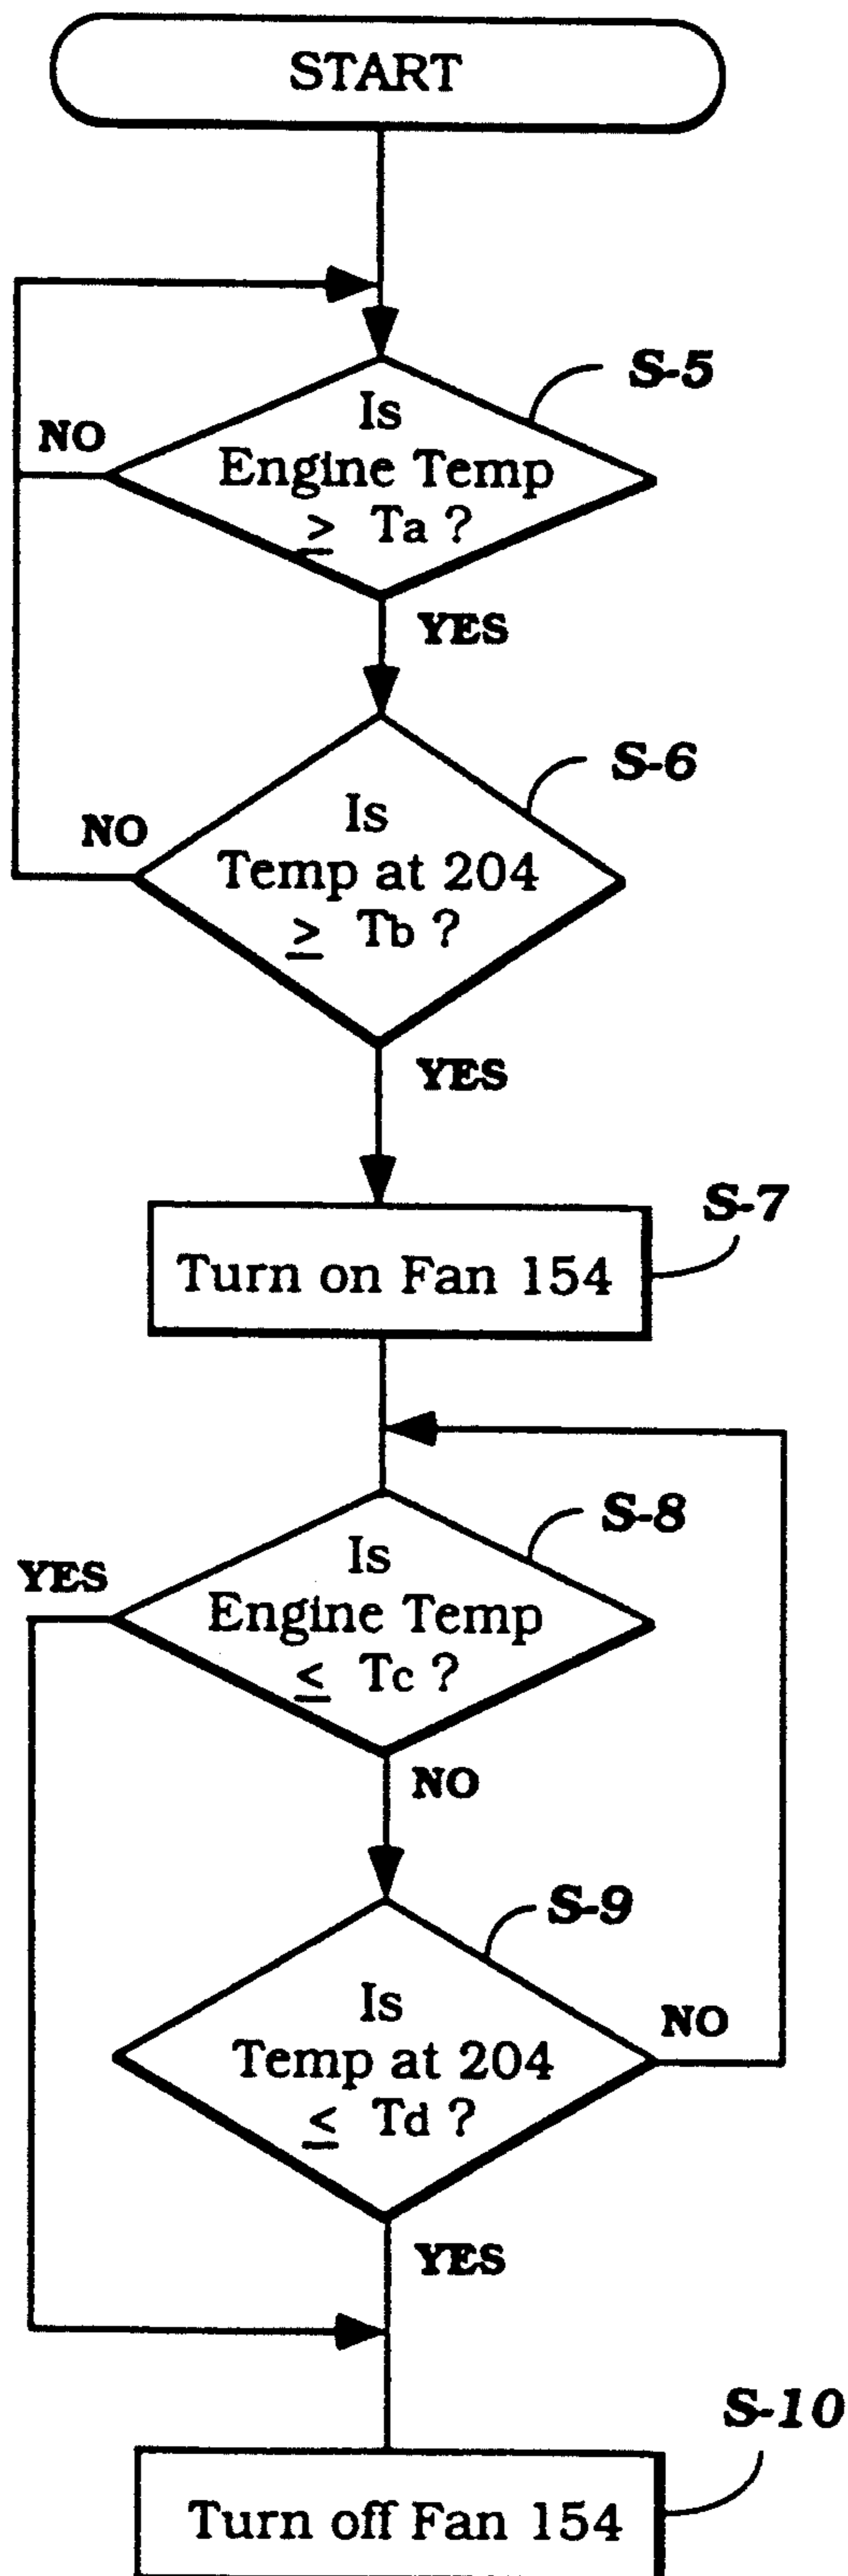 START
S-5
Is
NO
Engine Temp
≥ Ta ?
YES
S-6
Is
NO
Temp at 204
≥ Tb ?
YES
S-7
Turn on Fan 154
S-8
Is
YES
Engine Temp
≤ Tc ?
NO
S-9
Is
NO
Temp at 204
≤ Td ?
YES
S-10
Turn off Fan 154